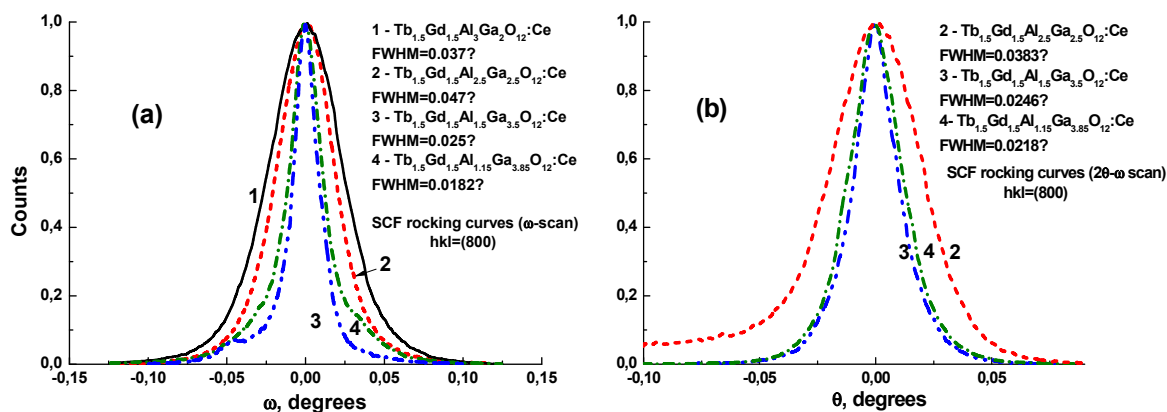 1,0
0,8
0,6
0,4
0,2
0,0
Counts
(a)
1 - Tb1.5Gd1.5Al3Ga2O12:Ce
FWHM=0.037?
2 - Tb1.5Gd1.5Al2.5Ga2.5O12:Ce
FWHM=0.047?
3 - Tb1.5Gd1.5Al1.5Ga3.5O12:Ce
FWHM=0.025?
4 - Tb1.5Gd1.5Al1.15Ga3.85O12:Ce
FWHM=0.0182?
SCF rocking curves (ω-scan)
hkl=(800)
1
2
3
4
-0,15 -0,10 -0,05 0,00 0,05 0,10 0,15
ω, degrees
1,0
0,8
0,6
0,4
0,2
0,0
(b)
2 - Tb1.5Gd1.5Al2.5Ga2.5O12:Ce
FWHM=0.0383?
3 - Tb1.5Gd1.5Al1.5Ga3.5O12:Ce
FWHM=0.0246?
4- Tb1.5Gd1.5Al1.15Ga3.85O12:Ce
FWHM=0.0218?
SCF rocking curves (2θ-ω scan)
hkl=(800)
3 4 2
-0,10 -0,05 0,00 0,05
θ, degrees